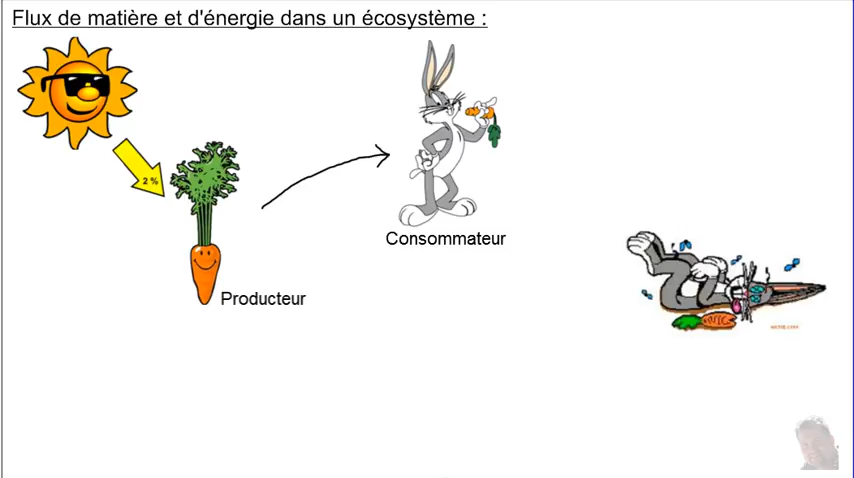 Flux de matière et d'énergie dans un écosystème :
2 %
Consommateur
Producteur